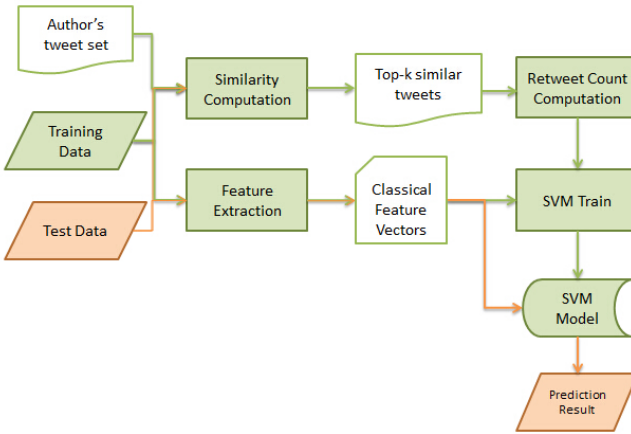 Author's
tweet set
Similarity
Computation
Top-k similar
tweets
Retweet Count
Computation
Training
Data
Test Data
Feature
Extraction
Classical
Feature
Vectors
SVM Train
SVM
Model
Prediction
Result